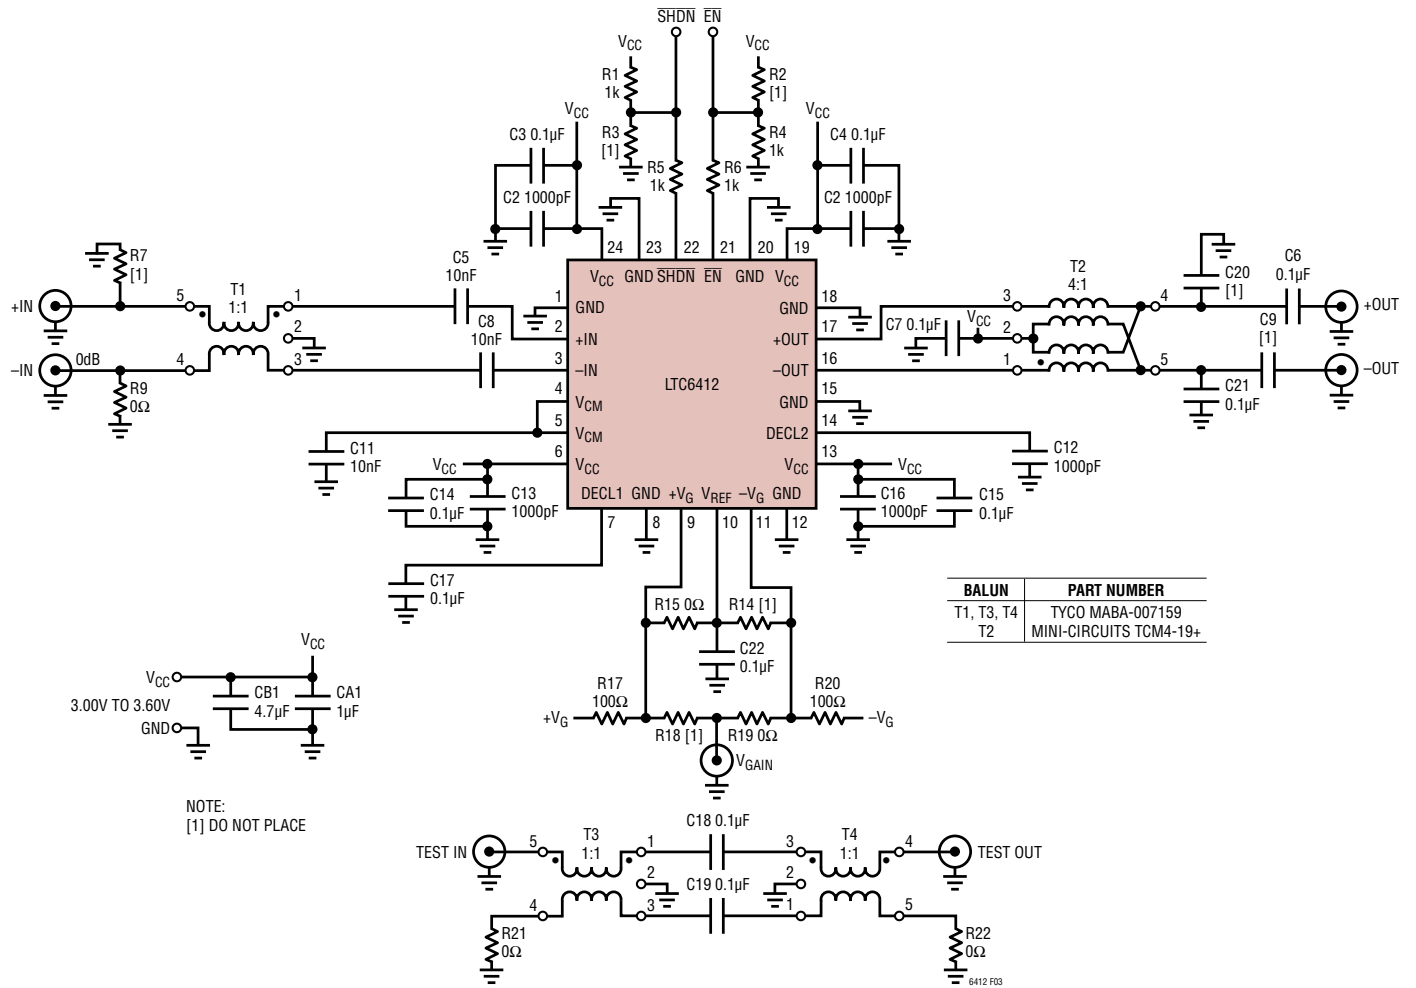 SHDN EN
VCC VCC
R1
1k
R2
[1]
VCC VCC
C3 0.1µF
R3
[1]
R4
1k
C4 0.1µF
R5
1k
R6
1k
C2 1000pF
C2 1000pF
24 23 22 21 20 19
VCC GND SHDN EN GND VCC
R7
[1]
+IN
5
T1
1:1
1
2
–IN
0dB
4
3
R9
0Ω
C5
10nF
C8
10nF
1 GND
2 +IN
3 –IN
4 VCM
5 VCM
6 VCC
LTC6412
GND 18
+OUT 17
–OUT 16
GND 15
DECL2 14
VCC 13
C7 0.1µF
VCC
T2
4:1
3
2
1
4
5
C20
[1]
C6
0.1µF
+OUT
C9
[1]
–OUT
C21
0.1µF
C11
10nF
C12
1000pF
VCC
VCC
C14
0.1µF
C13
1000pF
C16
1000pF
C15
0.1µF
DECL1 GND +VG VREF –VG GND
7 8 9 10 11 12
C17
0.1µF
R15 0Ω R14 [1]
C22
0.1µF
R17
100Ω
R20
100Ω
+VG
–VG
R18 [1] R19 0Ω
VGAIN
BALUN PART NUMBER
T1, T3, T4 TYCO MABA-007159
T2 MINI-CIRCUITS TCM4-19+
VCC
VCC
3.00V TO 3.60V
GND
CB1
4.7µF
CA1
1µF
NOTE:
[1] DO NOT PLACE
TEST IN
5
T3
1:1
1
C18 0.1µF
3
T4
1:1
4
TEST OUT
2
C19 0.1µF
2
4
3
1
5
R21
0Ω
R22
0Ω
6412 F03